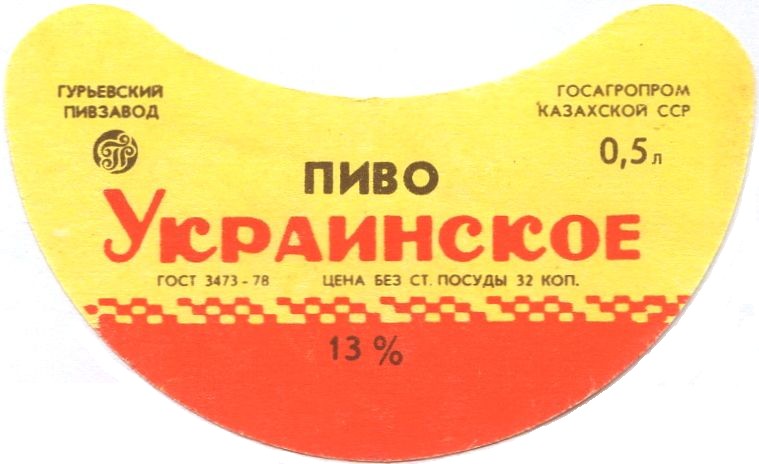 ГУРЬЕВСКИЙ
ПИВЗАВОД
ГОСАГРОПРОМ
КАЗАХСКОЙ ССР
0,5 л
ПИВО
УКРАИНСКОЕ
ГОСТ 3473-78 ЦЕНА БЕЗ СТ. ПОСУДЫ 32 КОП.
13 %